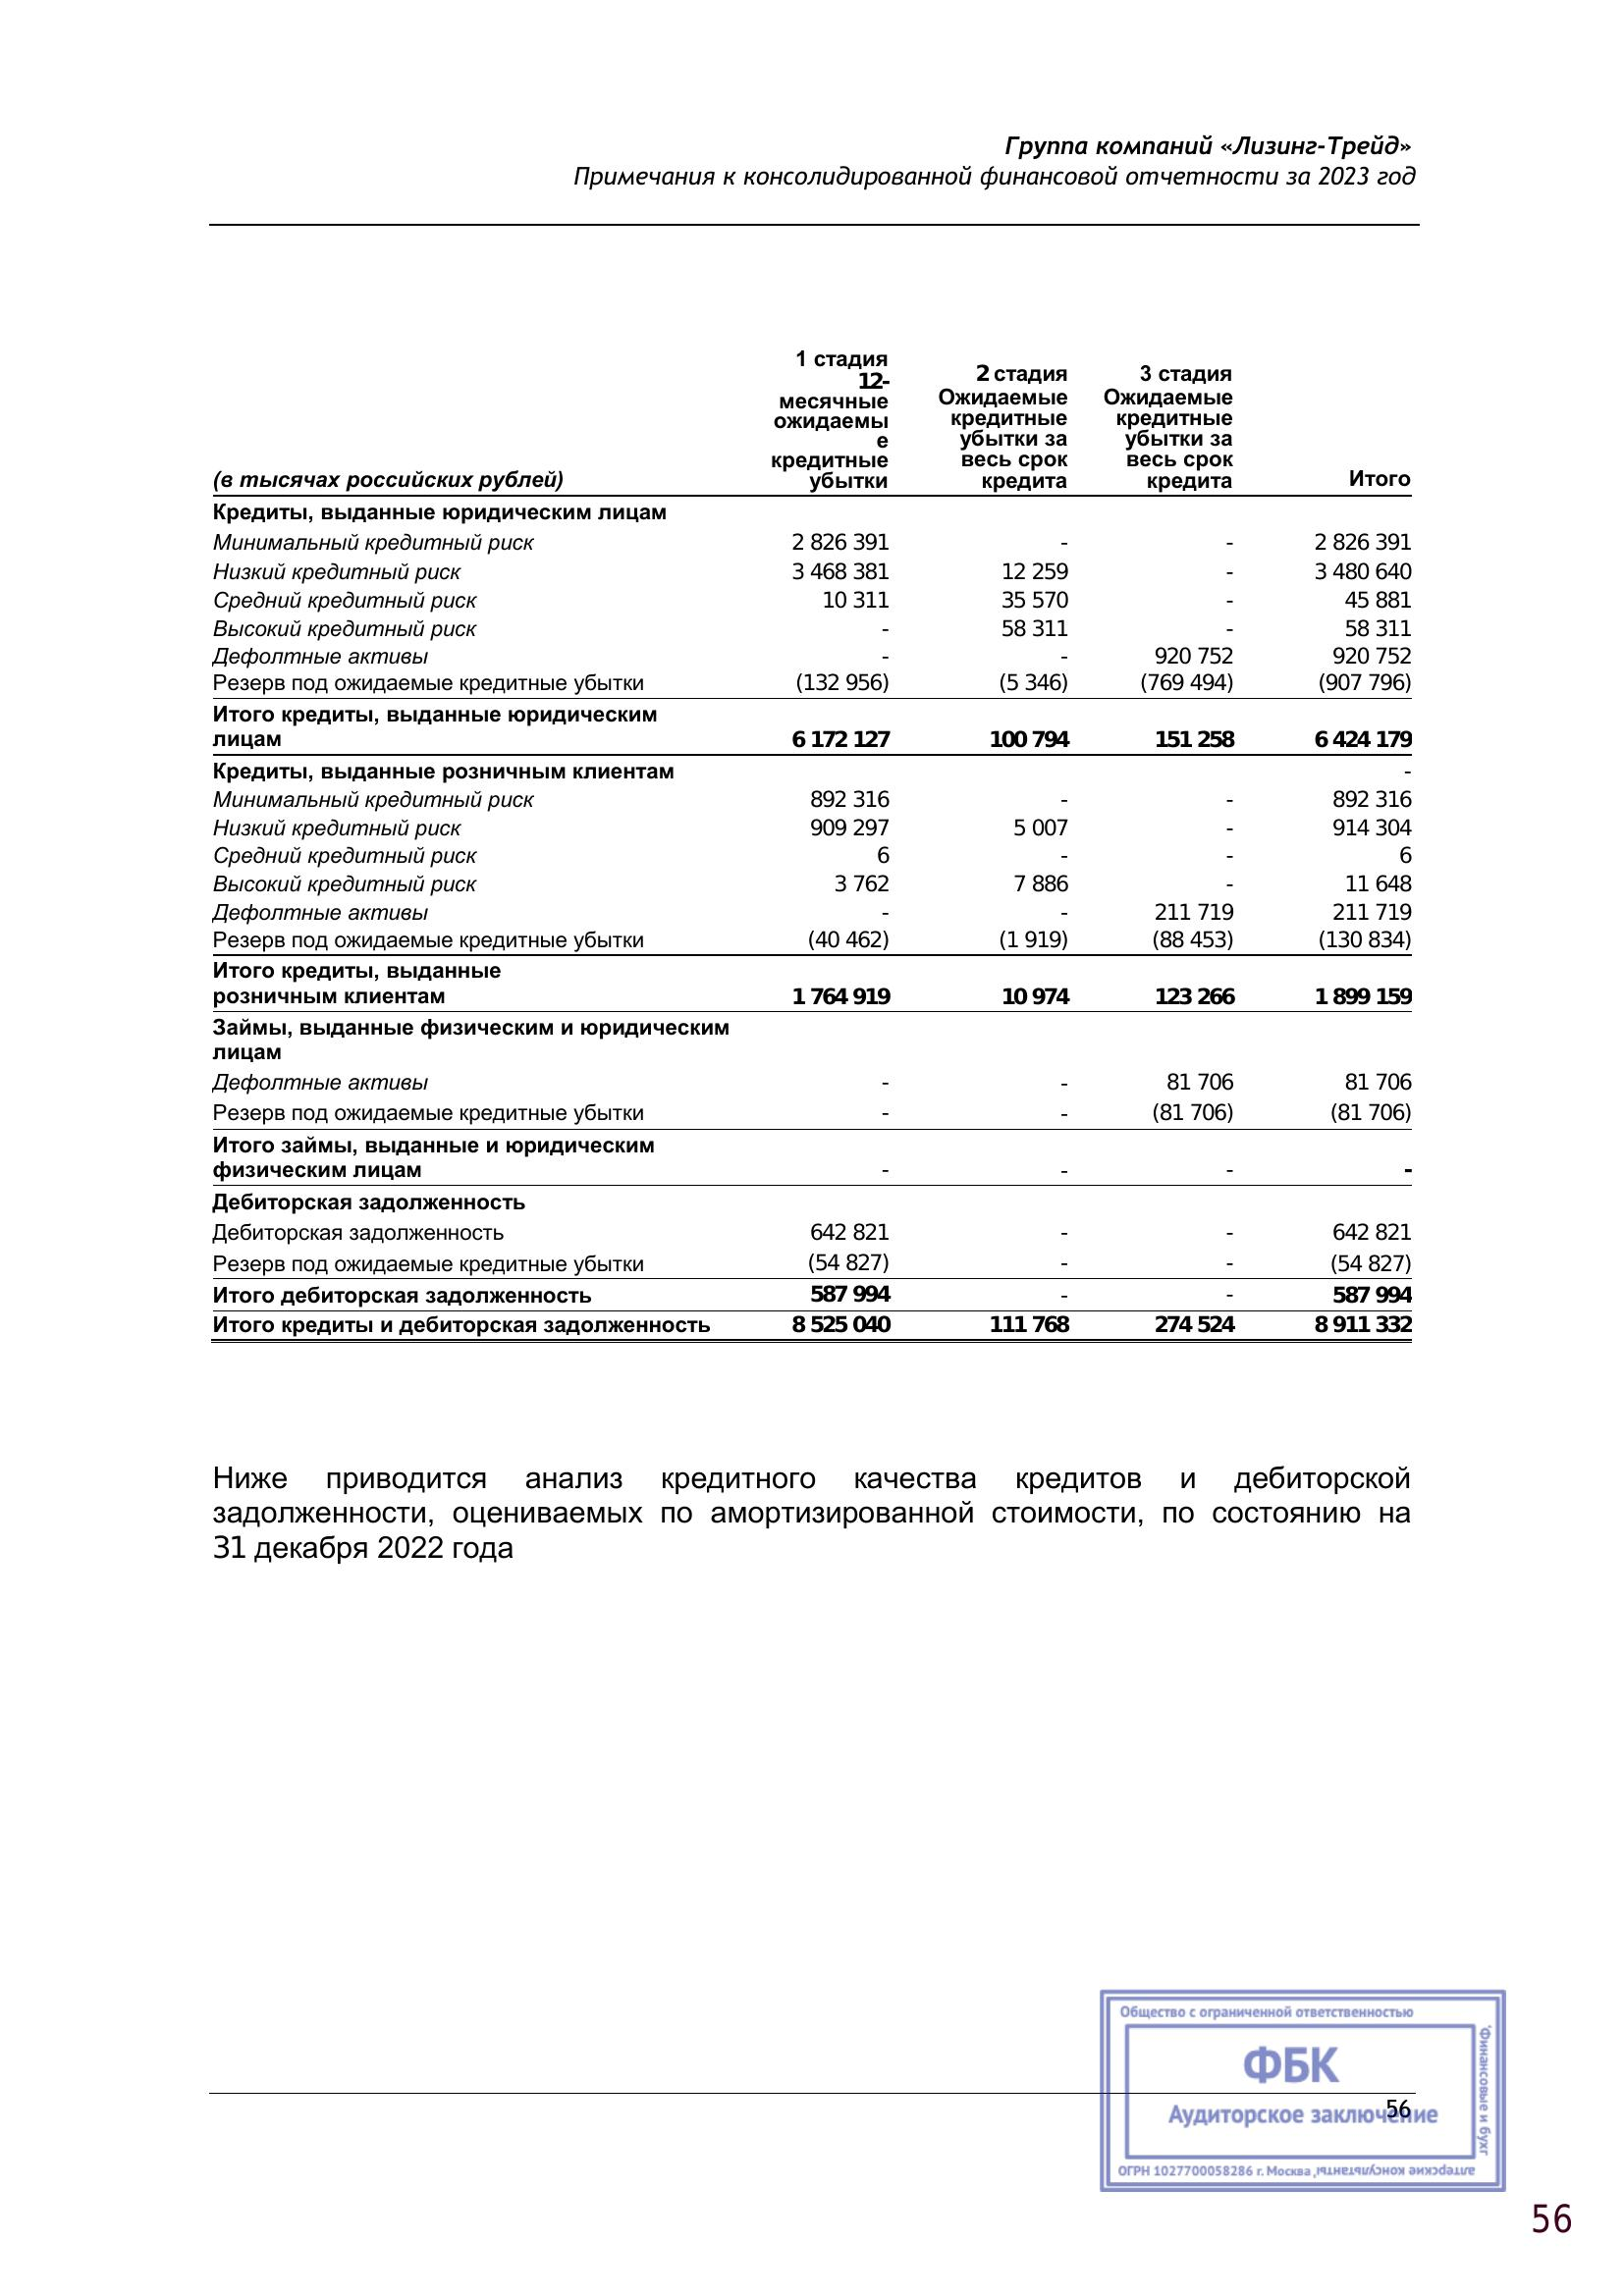 Группа компаний «Лизинг-Трейд»
Примечания к консолидированной финансовой отчетности за 2023 год
(в тысячах российских рублей)
1 стадия
12-
месячные
ожидаемы
е
кредитные
убытки
2 стадия
Ожидаемые
кредитные
убытки за
весь срок
кредита
3 стадия
Ожидаемые
кредитные
убытки за
весь срок
кредита
Итого
Кредиты, выданные юридическим лицам
Минимальный кредитный риск 2 826 391 - - 2 826 391
Низкий кредитный риск 3 468 381 12 259 - 3 480 640
Средний кредитный риск 10 311 35 570 - 45 881
Высокий кредитный риск - 58 311 - 58 311
Дефолтные активы - - 920 752 920 752
Резерв под ожидаемые кредитные убытки (132 956) (5 346) (769 494) (907 796)
Итого кредиты, выданные юридическим
лицам 6 172 127 100 794 151 258 6 424 179
Кредиты, выданные розничным клиентам -
Минимальный кредитный риск 892 316 - - 892 316
Низкий кредитный риск 909 297 5 007 - 914 304
Средний кредитный риск 6 - - 6
Высокий кредитный риск 3 762 7 886 - 11 648
Дефолтные активы - - 211 719 211 719
Резерв под ожидаемые кредитные убытки (40 462) (1 919) (88 453) (130 834)
Итого кредиты, выданные
розничным клиентам 1 764 919 10 974 123 266 1 899 159
Займы, выданные физическим и юридическим
лицам
Дефолтные активы - - 81 706 81 706
Резерв под ожидаемые кредитные убытки - - (81 706) (81 706)
Итого займы, выданные и юридическим
физическим лицам - - - -
Дебиторская задолженность
Дебиторская задолженность 642 821 - - 642 821
Резерв под ожидаемые кредитные убытки (54 827) - - (54 827)
Итого дебиторская задолженность 587 994 - - 587 994
Итого кредиты и дебиторская задолженность 8 525 040 111 768 274 524 8 911 332
Ниже приводится анализ кредитного качества кредитов и дебиторской
задолженности, оцениваемых по амортизированной стоимости, по состоянию на
31 декабря 2022 года
Общество с ограниченной ответственностью
"Финансовые и бухг
алтерские консультанты"
ФБК
Аудиторское заключение
ОГРН 1027700058286 г. Москва
56
56